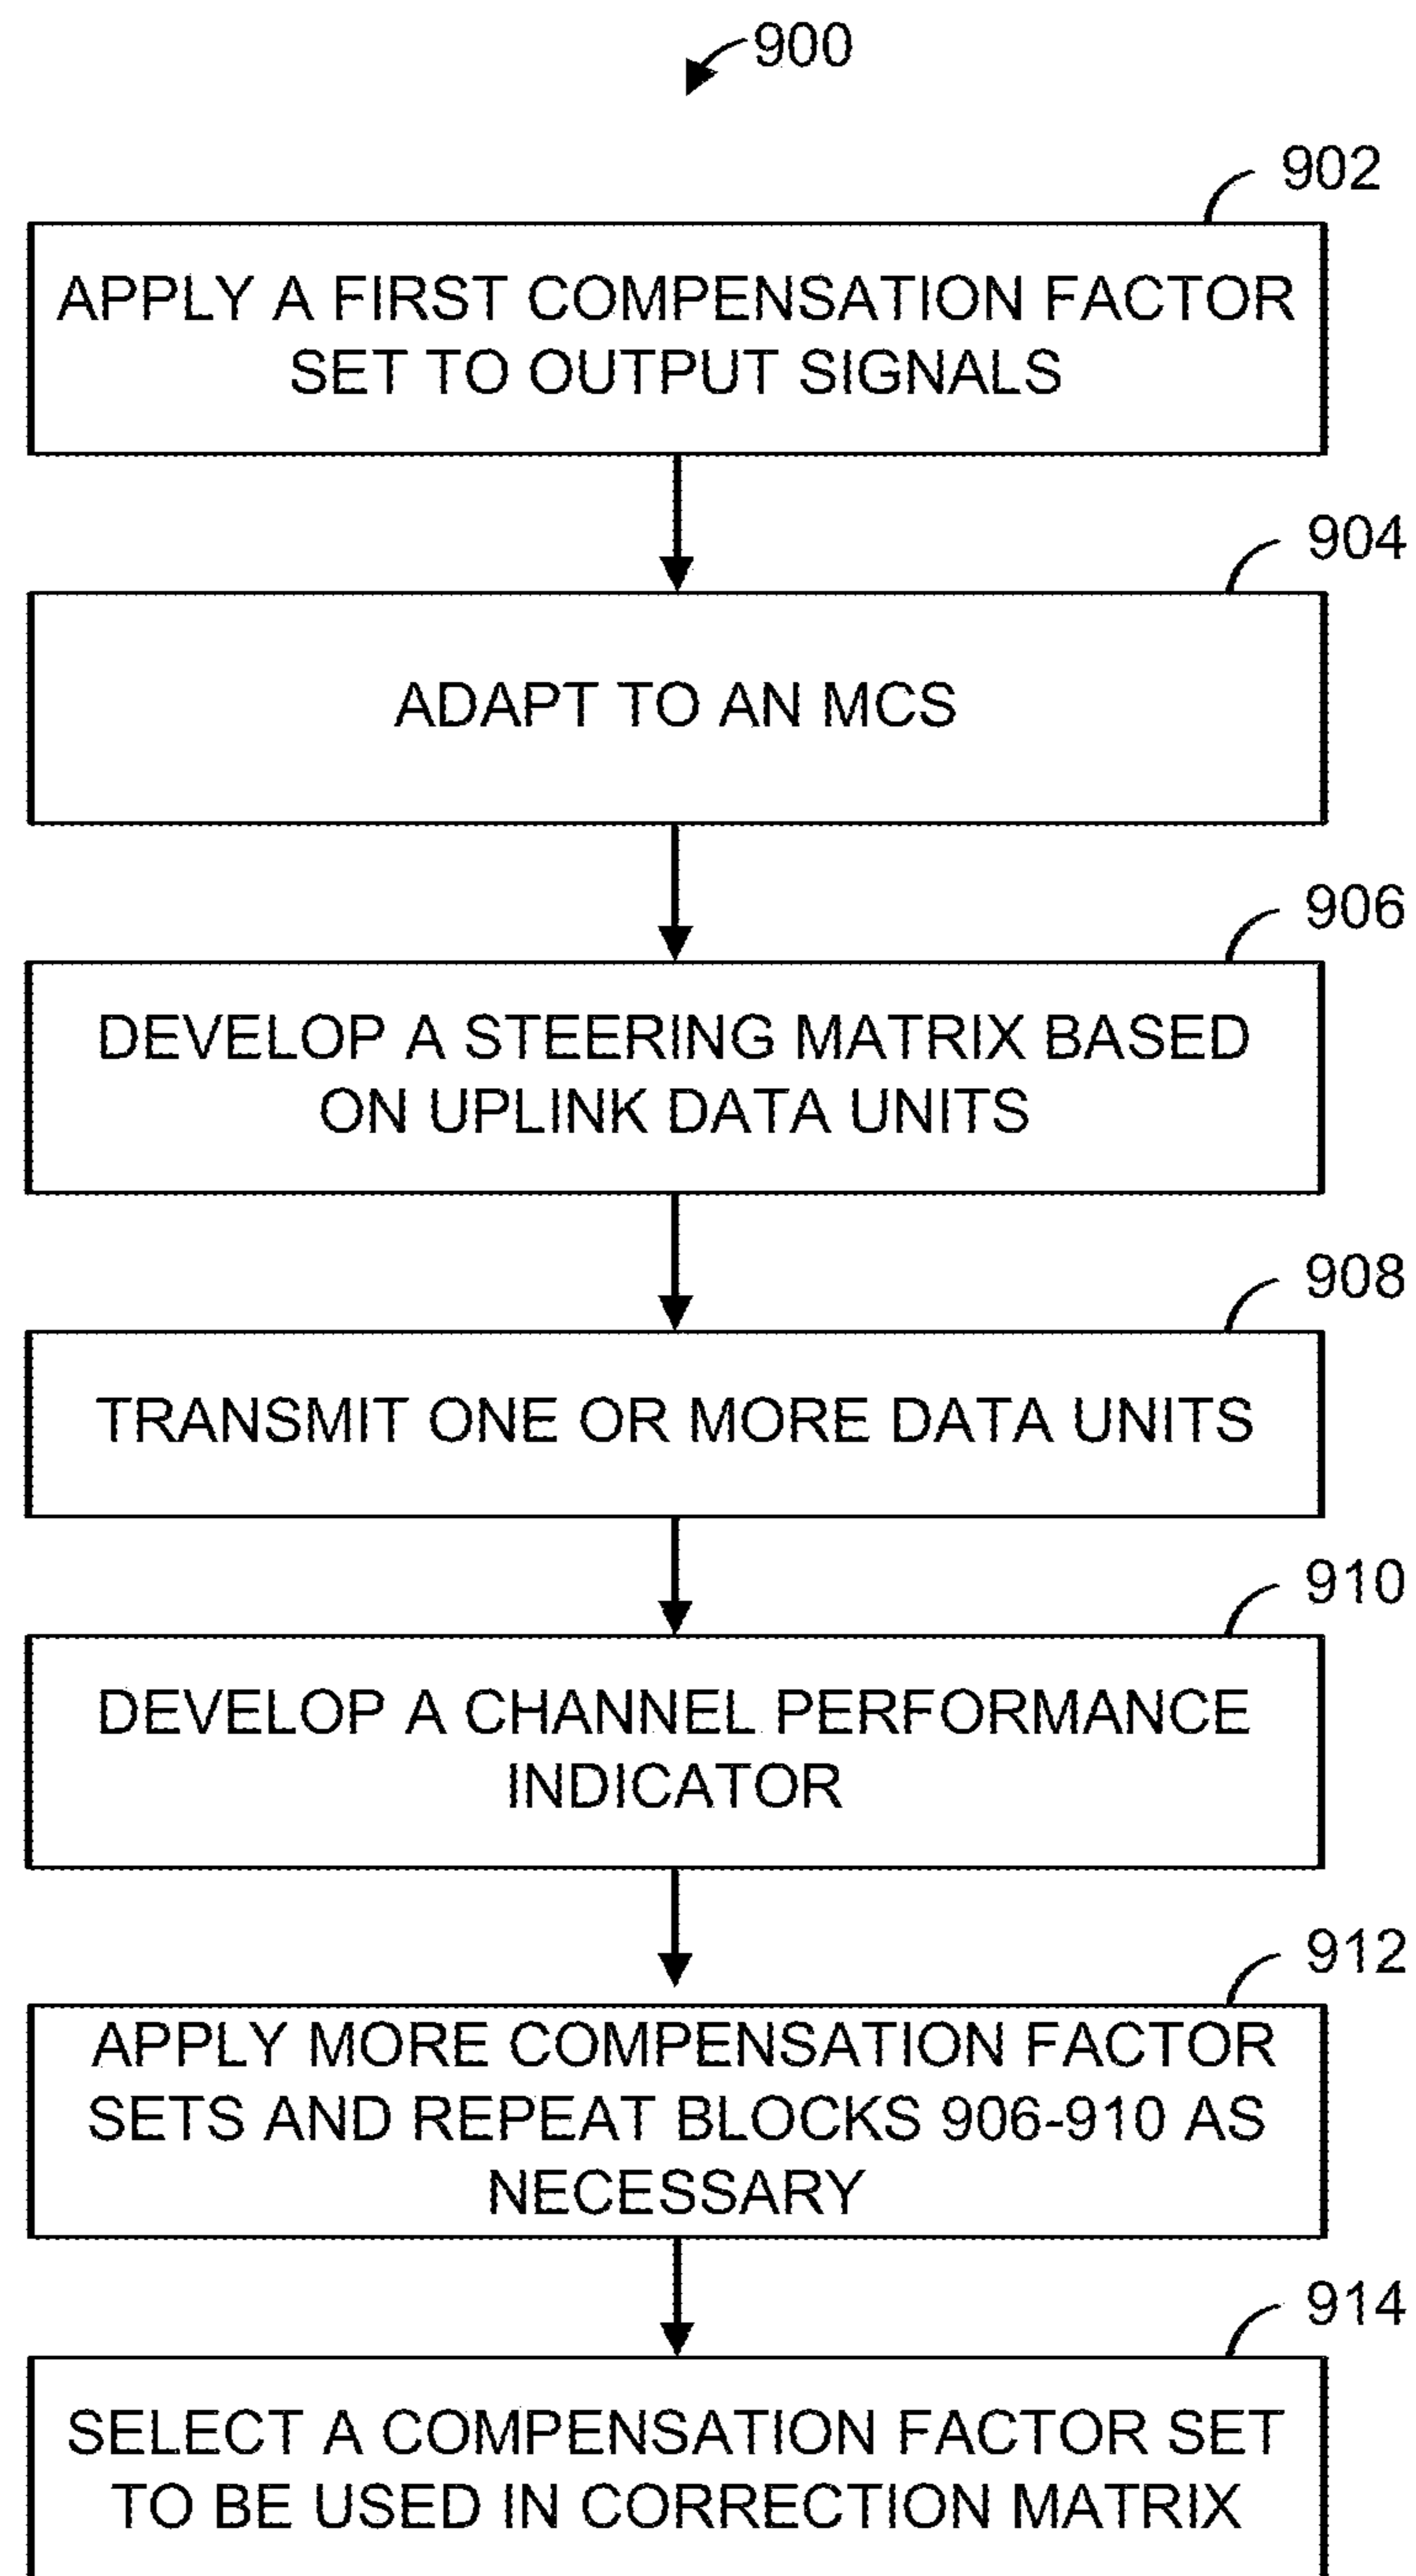 900
902
APPLY A FIRST COMPENSATION FACTOR
SET TO OUTPUT SIGNALS
904
ADAPT TO AN MCS
906
DEVELOP A STEERING MATRIX BASED
ON UPLINK DATA UNITS
908
TRANSMIT ONE OR MORE DATA UNITS
910
DEVELOP A CHANNEL PERFORMANCE
INDICATOR
912
APPLY MORE COMPENSATION FACTOR
SETS AND REPEAT BLOCKS 906-910 AS
NECESSARY
914
SELECT A COMPENSATION FACTOR SET
TO BE USED IN CORRECTION MATRIX